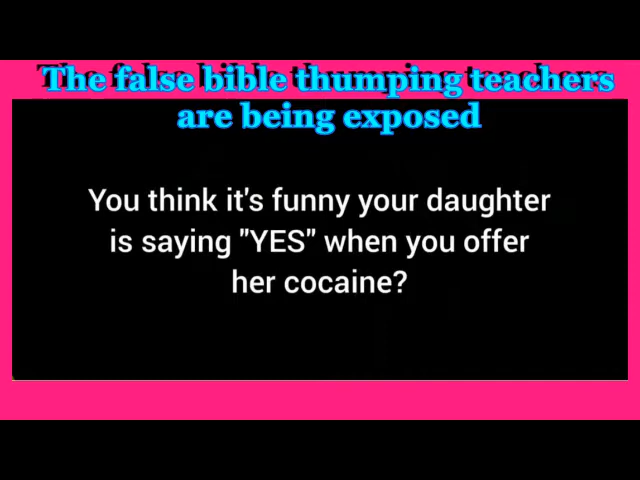 The false bible thumping teachers
are being exposed
You think it's funny your daughter
is saying "YES" when you offer
her cocaine?